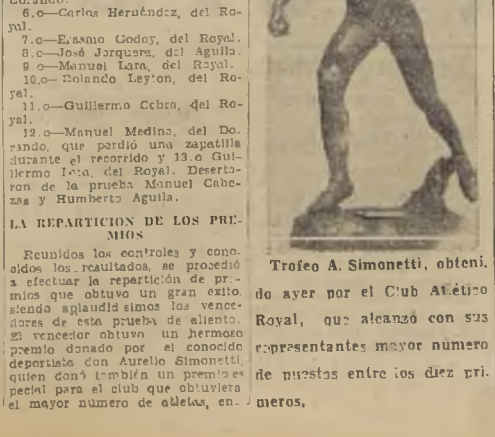 6.o—Carlos Hernández, del Ro-
yal.
7.o—Erasmo Godoy, del Royal.
8.o—José Jorquera, del Aguila.
9.o—Manuel Lara, del Royal.
10.o—Rolando Leyton, del Ro-
yal.
11.o—Guillermo del Ro-
yal.
12.o—Manuel Medina, del Do-
rando, que perdió una zapatilla
durante el recorrido y 13.o Gui-
llermo del Royal. Deserta-
ron de la prueba Manuel Cabe-
zas y Humberto Aguila.
LA REPARTICION DE LOS PRE-
MIOS
Reunidos los controles y cono-
cidos los resultados, se procedió
a efectuar la repartición de pre-
mios que obtuvo un gran exito,
siendo aplaudidísimos los vence-
dores de esta prueba de aliento.
El vencedor obtuvo un hermoso
premio donado por el conocido
deportista don Aurelio Simonetti,
quien donó también un premio es
pecial para el club que obtuviera
el mayor número de atletas, en-
Trofeo A. Simonetti, obteni-
do ayer por el Club Atlético
Royal, que alcanzó con sus
representantes mayor número
de puestos entre los diez pri-
meros.